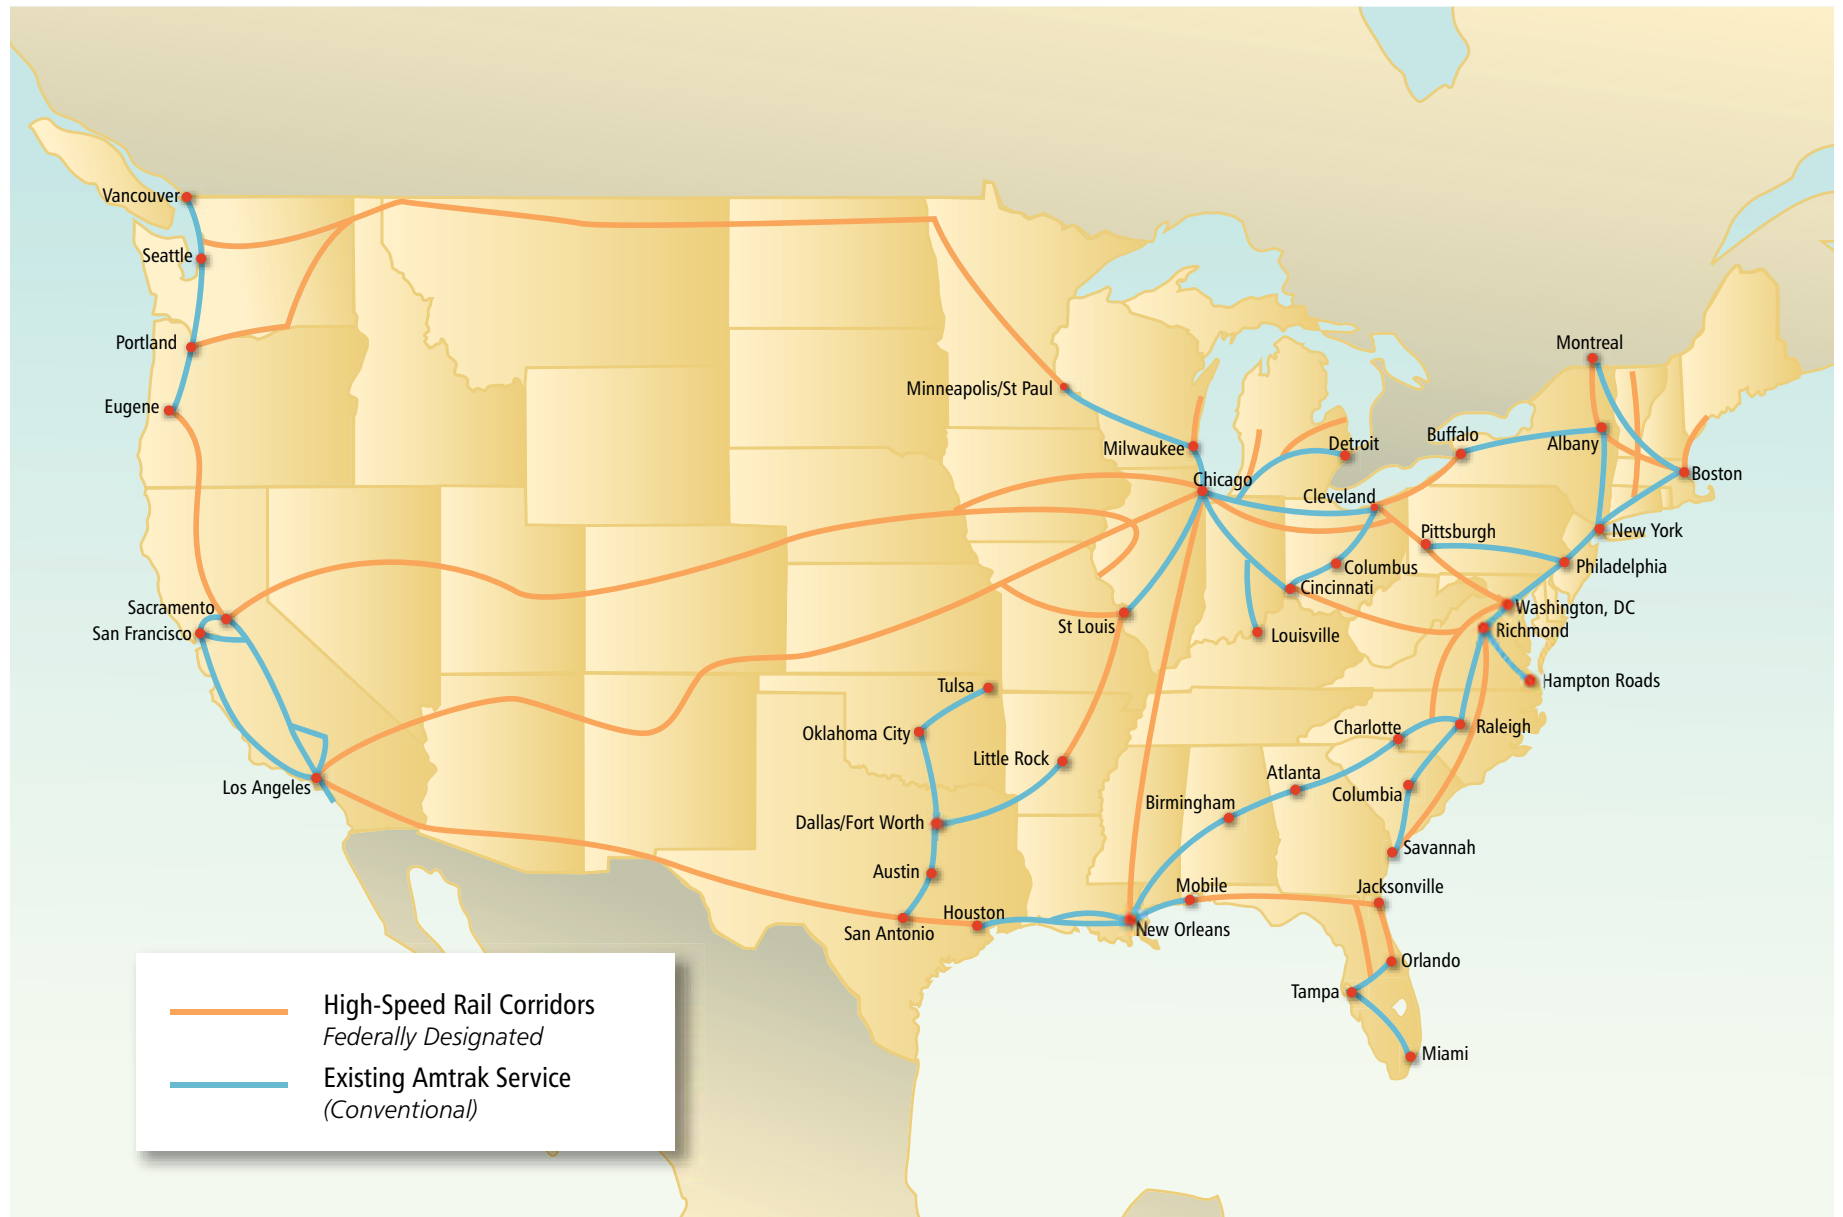 Vancouver
Seattle
Portland
Eugene
Sacramento
San Francisco
Los Angeles
Minneapolis/St Paul
Milwaukee
Chicago
Detroit
Cleveland
Buffalo
Montreal
Albany
Boston
New York
Pittsburgh
Philadelphia
Columbus
Cincinnati
Washington, DC
Richmond
Louisville
St Louis
Hampton Roads
Tulsa
Oklahoma City
Little Rock
Charlotte
Raleigh
Atlanta
Columbia
Birmingham
Dallas/Fort Worth
Savannah
Austin
Mobile
Jacksonville
Houston
San Antonio
New Orleans
Orlando
Tampa
Miami
High-Speed Rail Corridors
Federally Designated
Existing Amtrak Service
(Conventional)